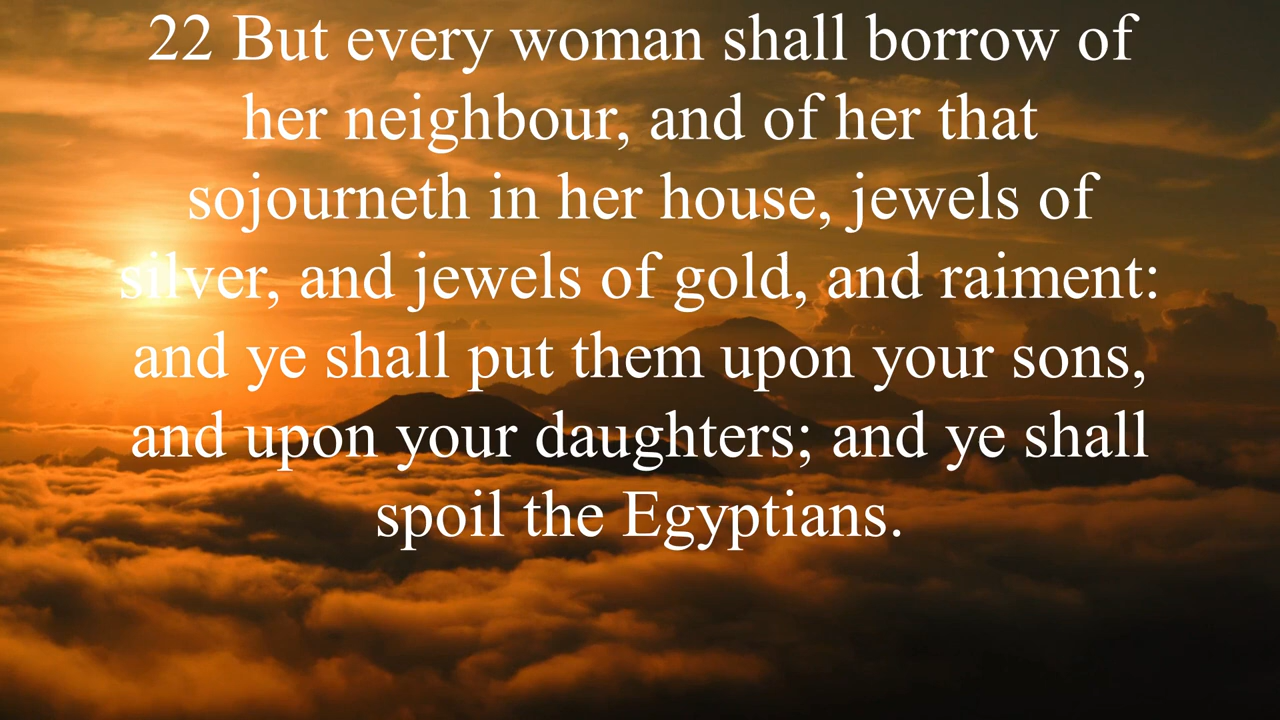 22 But every woman shall borrow of
her neighbour, and of her that
sojourneth in her house, jewels of
silver, and jewels of gold, and raiment:
and ye shall put them upon your sons,
and upon your daughters; and ye shall
spoil the Egyptians.